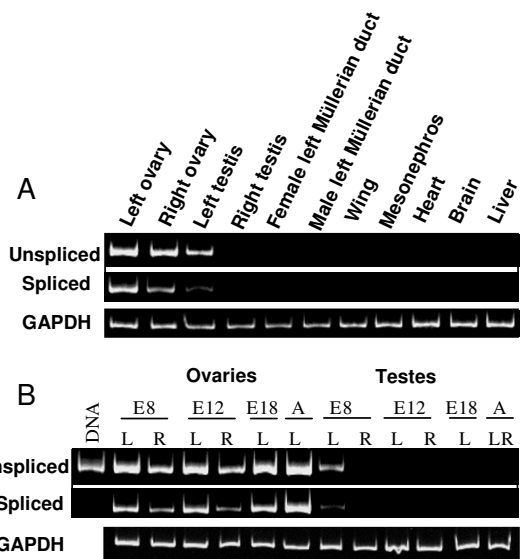 A
Left ovary
Right ovary
Left testis
Right testis
Female left Müllerian duct
Male left Müllerian duct
Wing
Mesonephros
Heart
Brain
Liver
Unspliced
Spliced
GAPDH
B
Ovaries Testes
DNA E8 E12 E18 A E8 E12 E18 A
L R L R L L L R L R L LR
nspliced
Spliced
GAPDH